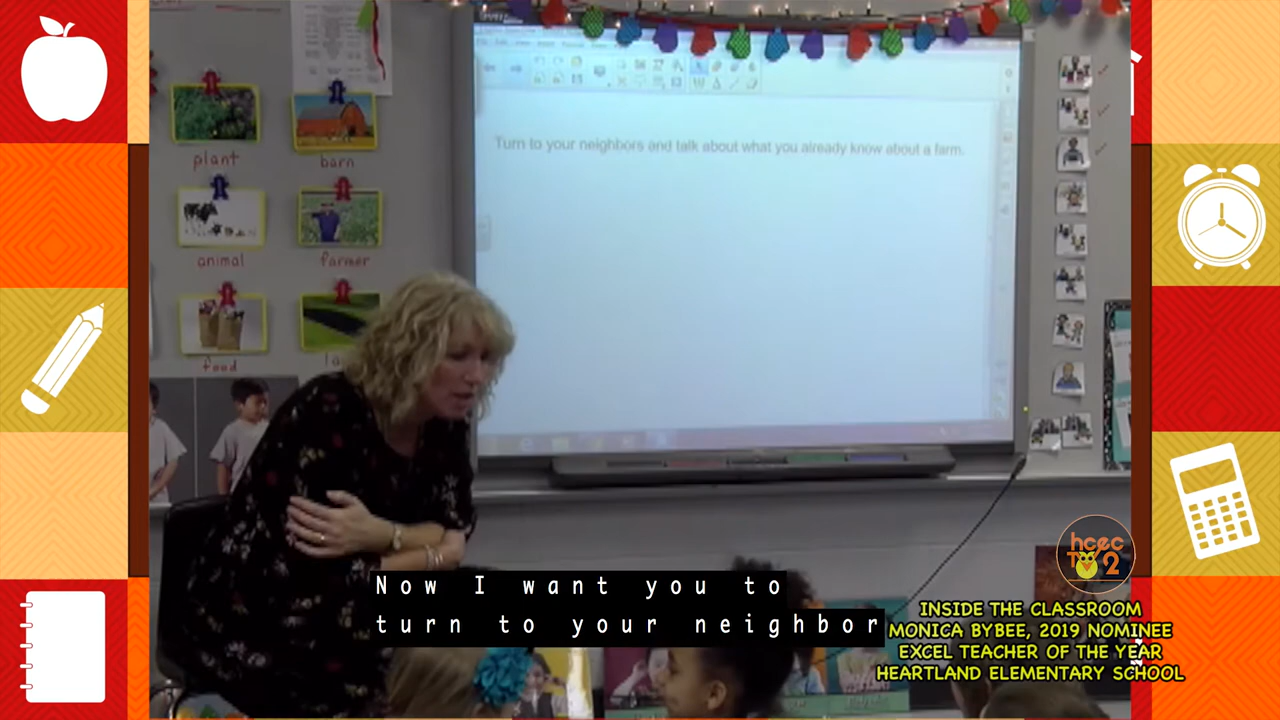 Turn to your neighbors and talk about what you already know about a farm.
plant
barn
animal
farmer
food
Now I want you to
turn to your neighbor
hcec
TV 2
INSIDE THE CLASSROOM
MONICA BYBEE, 2019 NOMINEE
EXCEL TEACHER OF THE YEAR
HEARTLAND ELEMENTARY SCHOOL